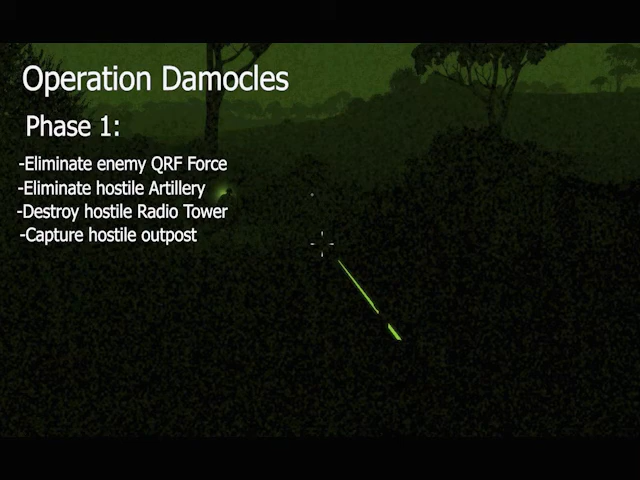 Operation Damocles
Phase 1:
-Eliminate enemy QRF Force
-Eliminate hostile Artillery
-Destroy hostile Radio Tower
-Capture hostile outpost